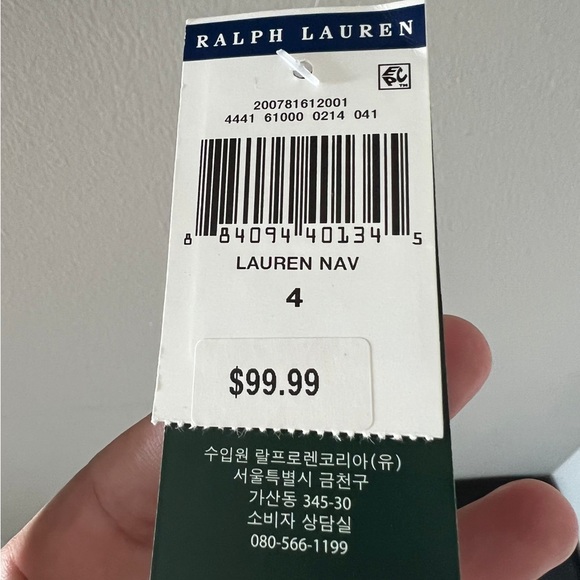 RALPH LAUREN
EPC TM
200781612001
4441 61000 0214 041
8 84094 40134 5
LAUREN NAV
4
$99.99
수입원 랄프로렌코리아(유)
서울특별시 금천구
가산동 345-30
소비자 상담실
080-566-1199